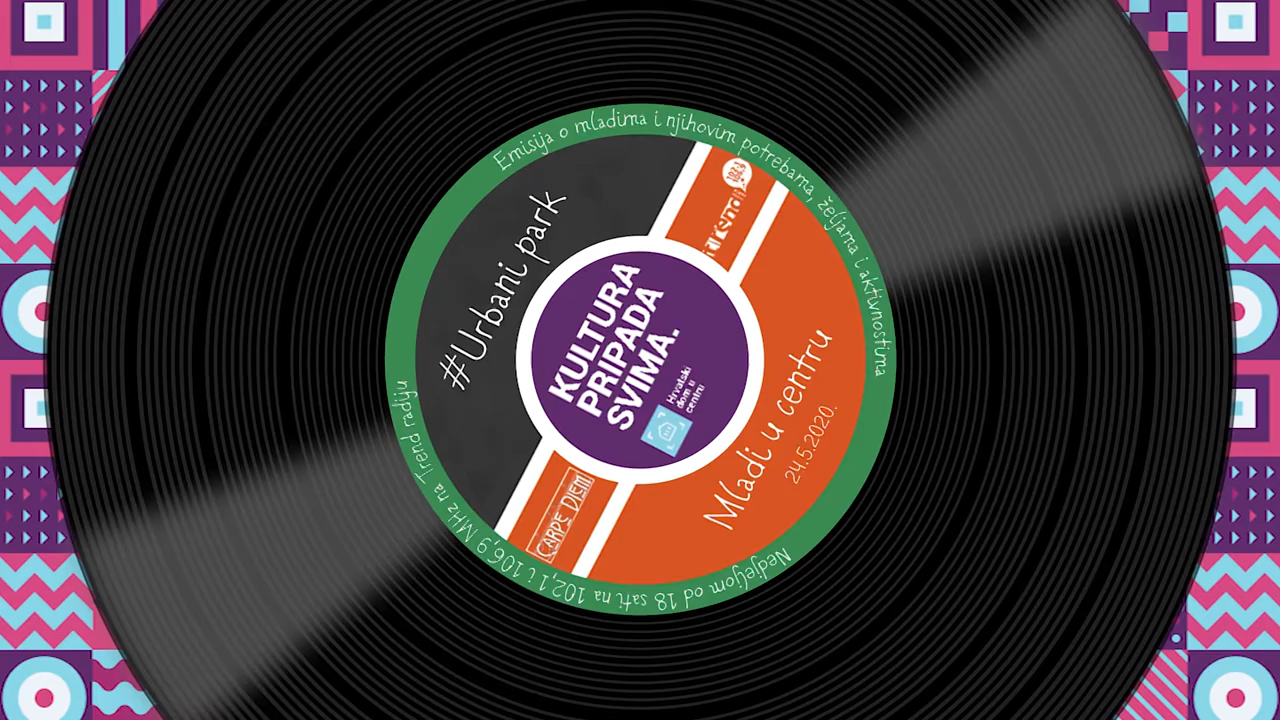 Emisija o mladima i njihovim potrebama, željama i aktivnostima
#Urbani park
KULTURA
PRIPADA
SVIMA.
Hrvatski
dom u
centru
Mladi u centru
24.5.2020.
CARPE DIEM
Nedjeljom od 18 sati na 102,1 i 106,9 MHz na Trend radiju